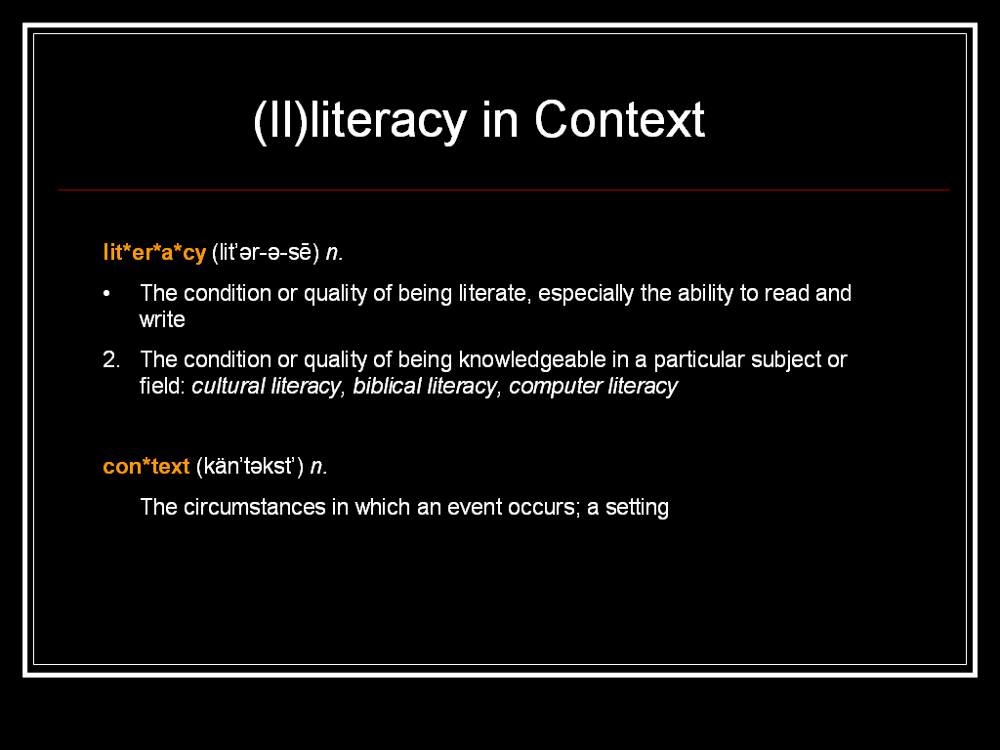 (Il)literacy in Context
lit*er*a*cy (lit’ər-ə-sē) n.
• The condition or quality of being literate, especially the ability to read and
write
2. The condition or quality of being knowledgeable in a particular subject or
field: cultural literacy, biblical literacy, computer literacy
con*text (kän’təkst’) n.
The circumstances in which an event occurs; a setting